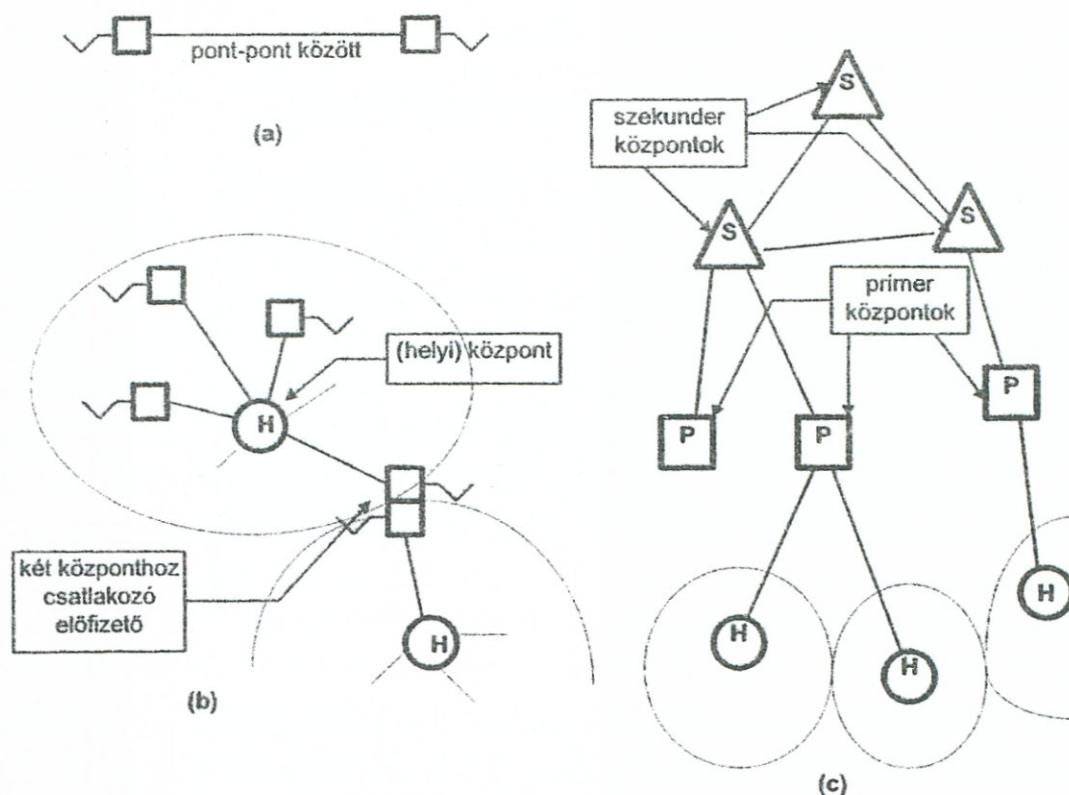 pont-pont között
(a)
(helyi) központ
H
két központhoz
csatlakozó
előfizető
H
(b)
S
szekunder
központok
S
S
primer
központok
P
P
P
H
H
H
(c)